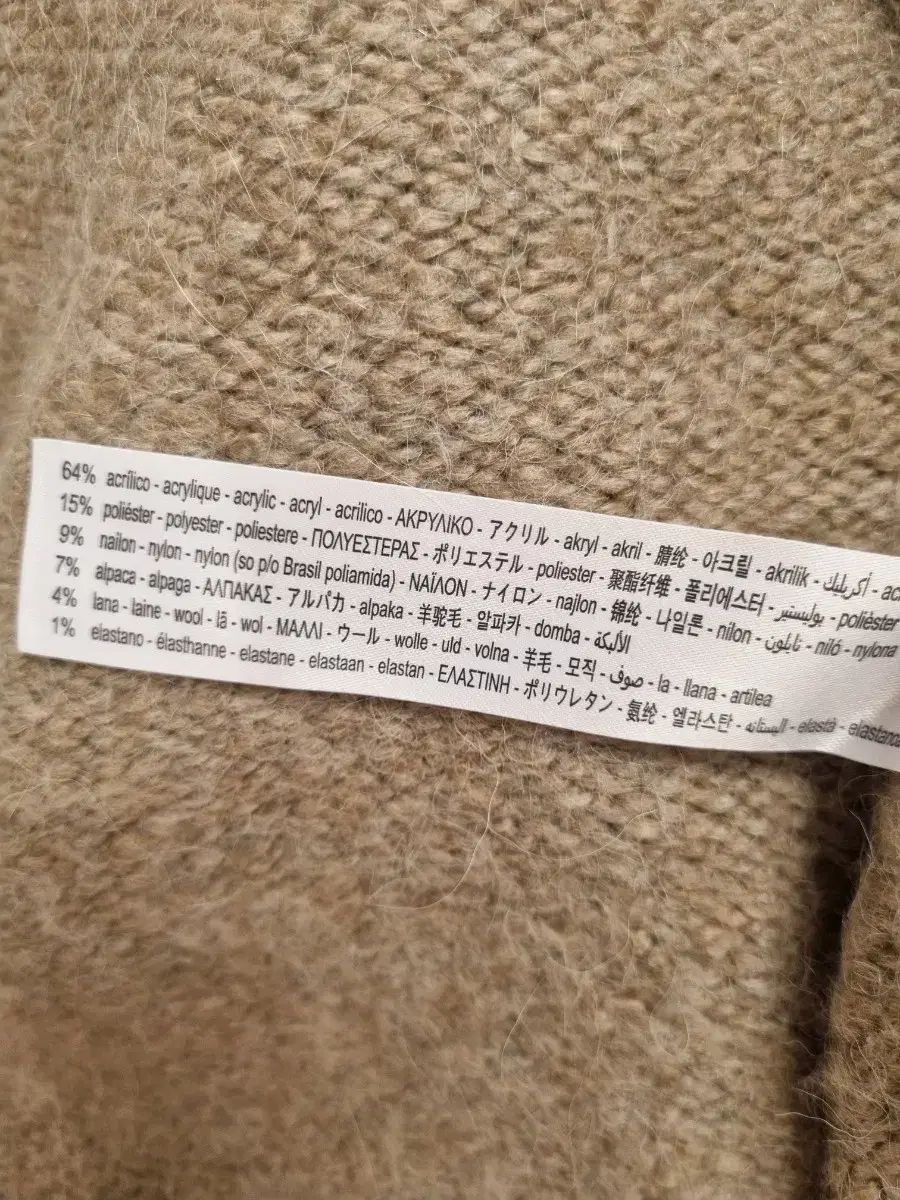 64% acrílico - acrylique - acrylic - acryl - acrilico - ΑΚΡΥΛΙΚΟ - アクリル - akryl - akril - 腈纶 - 아크릴 - akrilik - أكريليك
15% poliéster - polyester - poliestere - ΠΟΛΥΕΣΤΕΡΑΣ - ポリエステル - poliester - 聚酯纤维 - 폴리에스터 - بوليستير - poliéster
9% nailon - nylon - nylon (so p/o Brasil poliamida) - ΝΑΪΛΟΝ - ナイロン - najlon - 锦纶 - 나일론 - nilon - نايلون - niló - nylona
7% alpaca - alpaga - ΑΛΠΑΚΑΣ - アルパカ - alpaka - 羊驼毛 - 알파카 - domba - الألبكة
4% lana - laine - wool - lã - wol - ΜΑΛΛΙ - ウール - wolle - uld - volna - 羊毛 - 모직 - صوف - la - llana - artilea
1% elastano - élasthanne - elastane - elastaan - elastan - ΕΛΑΣΤΙΝΗ - ポリウレタン - 氨纶 - 엘라스탄 - اليستانه - elastà - elastanoa